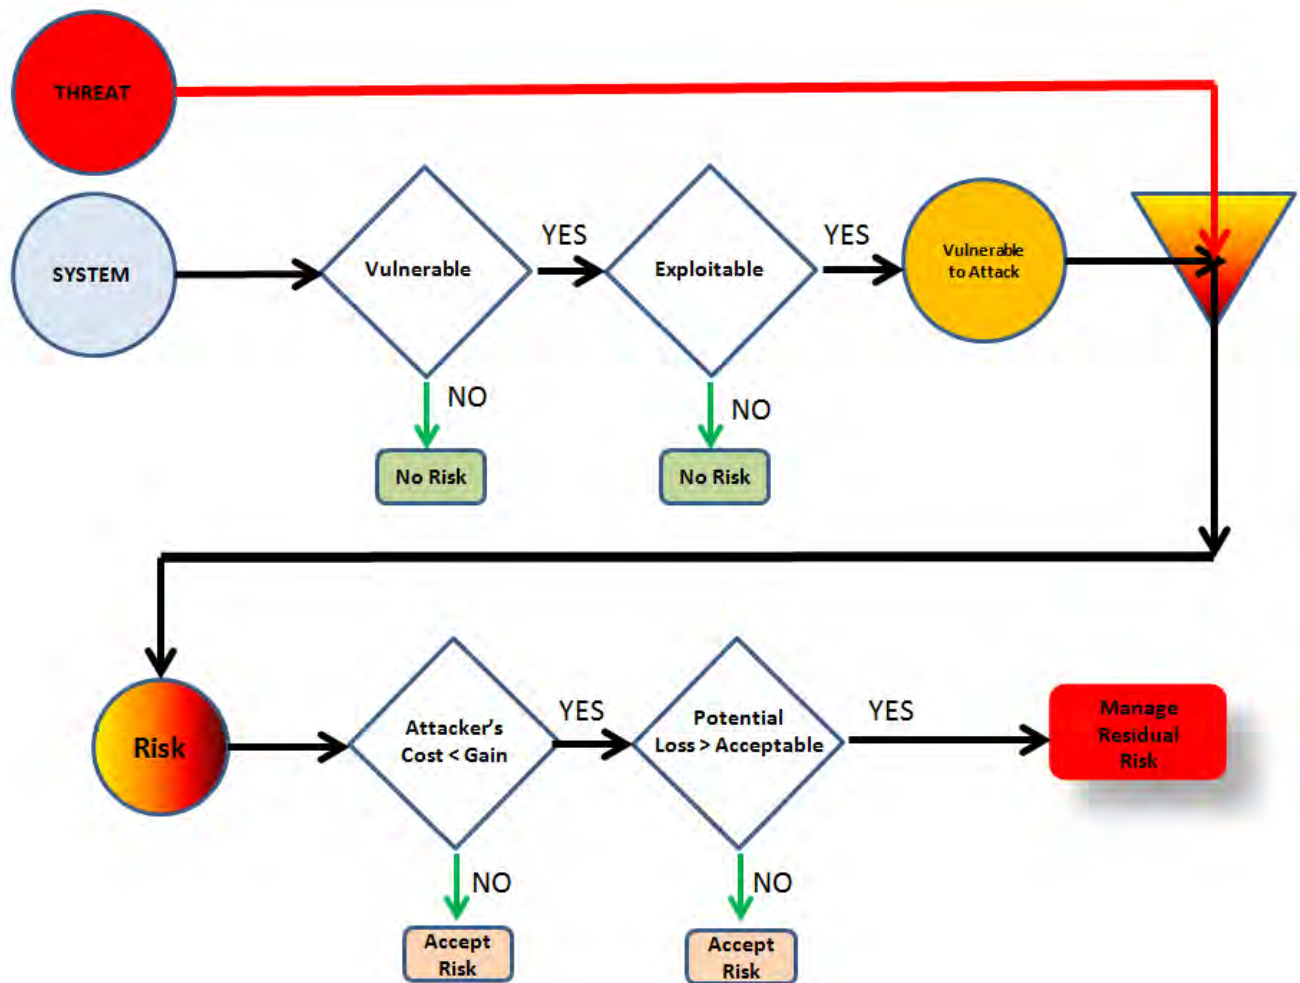 THREAT
SYSTEM
Vulnerable
YES
Exploitable
YES
Vulnerable
to Attack
NO
No Risk
NO
No Risk
Risk
Attacker's
Cost < Gain
YES
Potential
Loss > Acceptable
YES
Manage
Residual
Risk
NO
Accept
Risk
NO
Accept
Risk